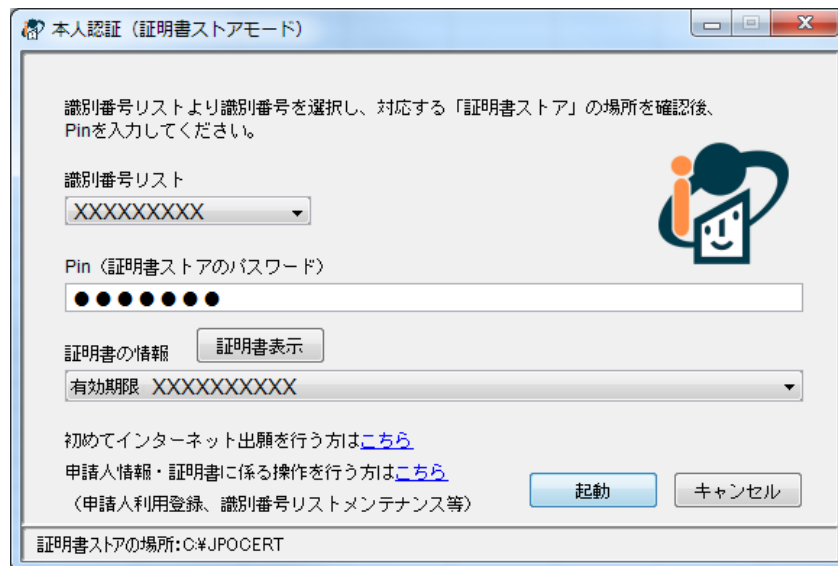 本人認証（証明書ストアモード）
識別番号リストより識別番号を選択し、対応する「証明書ストア」の場所を確認後、
Pinを入力してください。
識別番号リスト
XXXXXXXXX
Pin（証明書ストアのパスワード）
●●●●●●●
証明書の情報 証明書表示
有効期限 XXXXXXXXXX
初めてインターネット出願を行う方はこちら
申請人情報・証明書に係る操作を行う方はこちら
（申請人利用登録、識別番号リストメンテナンス等）
起動 キャンセル
証明書ストアの場所:C:¥JPOCERT